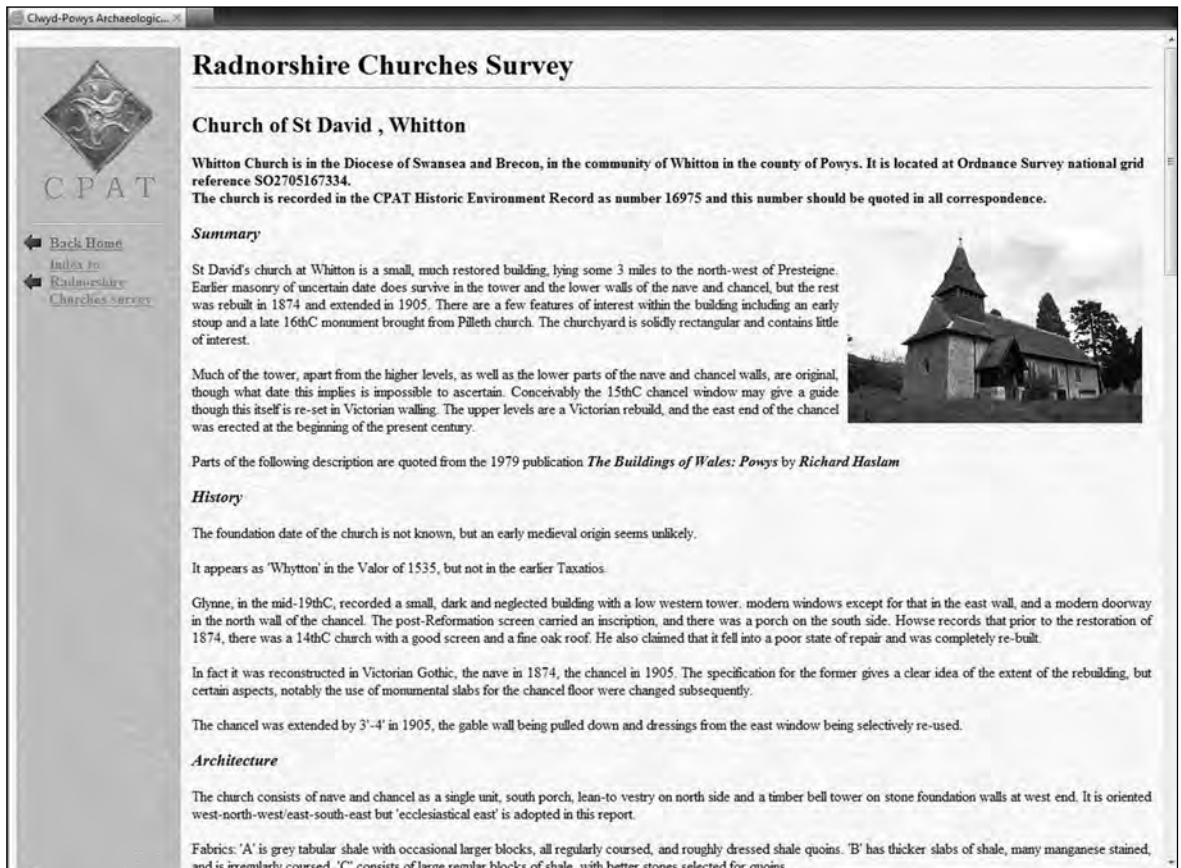 Clwyd-Powys Archaeologic...
CPAT
Back Home
Index to
Radnorshire
Churches survey
Radnorshire Churches Survey
Church of St David , Whitton
Whitton Church is in the Diocese of Swansea and Brecon, in the community of Whitton in the county of Powys. It is located at Ordnance Survey national grid
reference SO2705167334.
The church is recorded in the CPAT Historic Environment Record as number 16975 and this number should be quoted in all correspondence.
Summary
St David's church at Whitton is a small, much restored building, lying some 3 miles to the north-west of Presteigne.
Earlier masonry of uncertain date does survive in the tower and the lower walls of the nave and chancel, but the rest
was rebuilt in 1874 and extended in 1905. There are a few features of interest within the building including an early
stoup and a late 16thC monument brought from Pilleth church. The churchyard is solidly rectangular and contains little
of interest.
Much of the tower, apart from the higher levels, as well as the lower parts of the nave and chancel walls, are original,
though what date this implies is impossible to ascertain. Conceivably the 15thC chancel window may give a guide
though this itself is re-set in Victorian walling. The upper levels are a Victorian rebuild, and the east end of the chancel
was erected at the beginning of the present century.
Parts of the following description are quoted from the 1979 publication The Buildings of Wales: Powys by Richard Haslam
History
The foundation date of the church is not known, but an early medieval origin seems unlikely.
It appears as 'Whytton' in the Valor of 1535, but not in the earlier Taxatios.
Glynne, in the mid-19thC, recorded a small, dark and neglected building with a low western tower. modern windows except for that in the east wall, and a modern doorway
in the north wall of the chancel. The post-Reformation screen carried an inscription, and there was a porch on the south side. Howse records that prior to the restoration of
1874, there was a 14thC church with a good screen and a fine oak roof. He also claimed that it fell into a poor state of repair and was completely re-built.
In fact it was reconstructed in Victorian Gothic, the nave in 1874, the chancel in 1905. The specification for the former gives a clear idea of the extent of the rebuilding, but
certain aspects, notably the use of monumental slabs for the chancel floor were changed subsequently.
The chancel was extended by 3'-4' in 1905, the gable wall being pulled down and dressings from the east window being selectively re-used.
Architecture
The church consists of nave and chancel as a single unit, south porch, lean-to vestry on north side and a timber bell tower on stone foundation walls at west end. It is oriented
west-north-west/east-south-east but 'ecclesiastical east' is adopted in this report.
Fabrics: 'A' is grey tabular shale with occasional larger blocks, all regularly coursed, and roughly dressed shale quoins. 'B' has thicker slabs of shale, many manganese stained,
and is irregularly coursed. 'C' consists of large regular blocks of shale, with better stones selected for quoins.